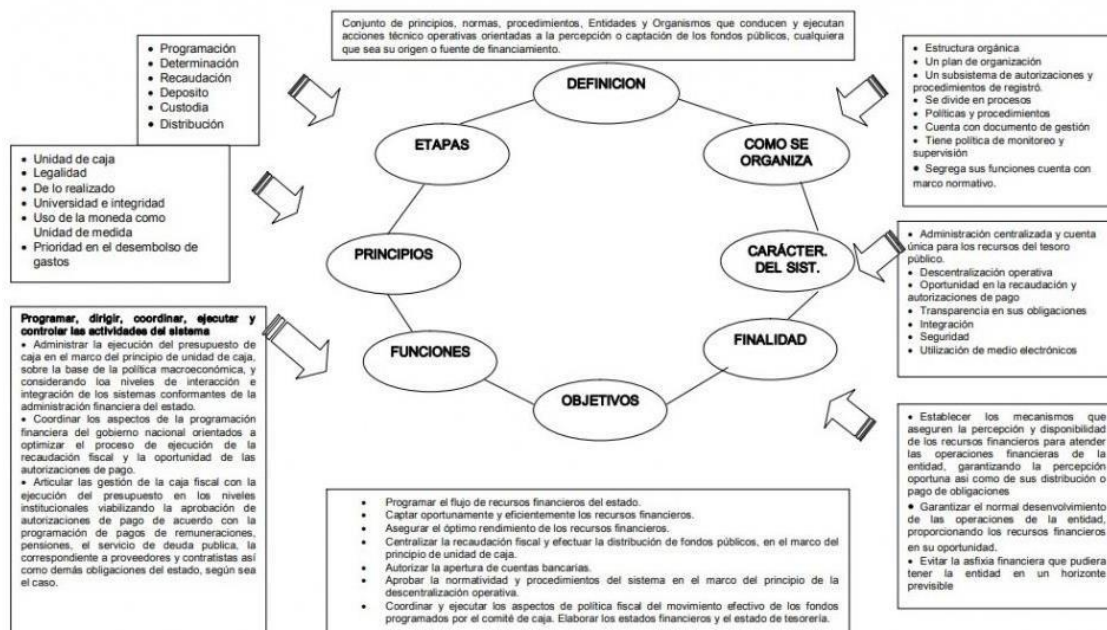 Conjunto de principios, normas, procedimientos, Entidades y Organismos que conducen y ejecutan
acciones técnico operativas orientadas a la percepción o captación de los fondos públicos, cualquiera
que sea su origen o fuente de financiamiento.
DEFINICION
• Programación
• Determinación
• Recaudación
• Deposito
• Custodia
• Distribución
ETAPAS
• Estructura orgánica
• Un plan de organización
• Un subsistema de autorizaciones y
procedimientos de registró.
• Se divide en procesos
• Políticas y procedimientos
• Cuenta con documento de gestión
• Tiene política de monitoreo y
supervisión
• Segrega sus funciones cuenta con
marco normativo.
COMO SE
ORGANIZA
• Unidad de caja
• Legalidad
• De lo realizado
• Universidad e integridad
• Uso de la moneda como
Unidad de medida
• Prioridad en el desembolso de
gastos
PRINCIPIOS
• Administración centralizada y cuenta
única para los recursos del tesoro
público.
• Descentralización operativa
• Oportunidad en la recaudación y
autorizaciones de pago
• Transparencia en sus obligaciones
• Integración
• Seguridad
• Utilización de medio electrónicos
CARÁCTER.
DEL SIST.
Programar, dirigir, coordinar, ejecutar y
controlar las actividades del sistema
• Administrar la ejecución del presupuesto de
caja en el marco del principio de unidad de caja,
sobre la base de la política macroeconómica, y
considerando loa niveles de interacción e
integración de los sistemas conformantes de la
administración financiera del estado.
• Coordinar los aspectos de la programación
financiera del gobierno nacional orientados a
optimizar el proceso de ejecución de la
recaudación fiscal y la oportunidad de las
autorizaciones de pago.
• Articular las gestión de la caja fiscal con la
ejecución del presupuesto en los niveles
institucionales viabilizando la aprobación de
autorizaciones de pago de acuerdo con la
programación de pagos de remuneraciones,
pensiones, el servicio de deuda publica, la
correspondiente a proveedores y contratistas así
como demás obligaciones del estado, según sea
el caso.
FUNCIONES
FINALIDAD
• Establecer los mecanismos que
aseguren la percepción y disponibilidad
de los recursos financieros para atender
las operaciones financieras de la
entidad, garantizando la percepción
oportuna asi como de sus distribución o
pago de obligaciones
• Garantizar el normal desenvolvimiento
de las operaciones de la entidad,
proporcionando los recursos financieros
en su oportunidad.
• Evitar la asfixia financiera que pudiera
tener la entidad en un horizonte
previsible
OBJETIVOS
• Programar el flujo de recursos financieros del estado.
• Captar oportunamente y eficientemente los recursos financieros.
• Asegurar el óptimo rendimiento de los recursos financieros.
• Centralizar la recaudación fiscal y efectuar la distribución de fondos públicos, en el marco del
principio de unidad de caja.
• Autorizar la apertura de cuentas bancarias.
• Aprobar la normatividad y procedimientos del sistema en el marco del principio de la
descentralización operativa.
• Coordinar y ejecutar los aspectos de política fiscal del movimiento efectivo de los fondos
programados por el comité de caja. Elaborar los estados financieros y el estado de tesorería.